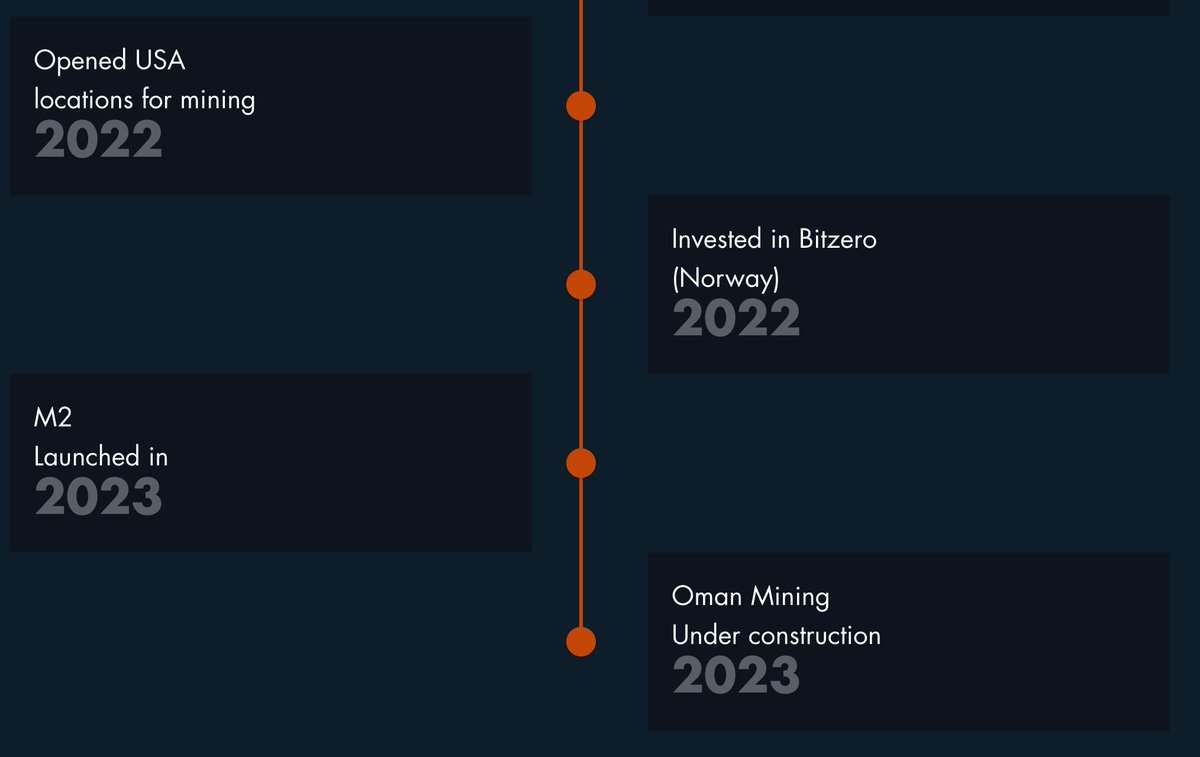 Opened USA
locations for mining
2022
Invested in Bitzero
(Norway)
2022
M2
Launched in
2023
Oman Mining
Under construction
2023